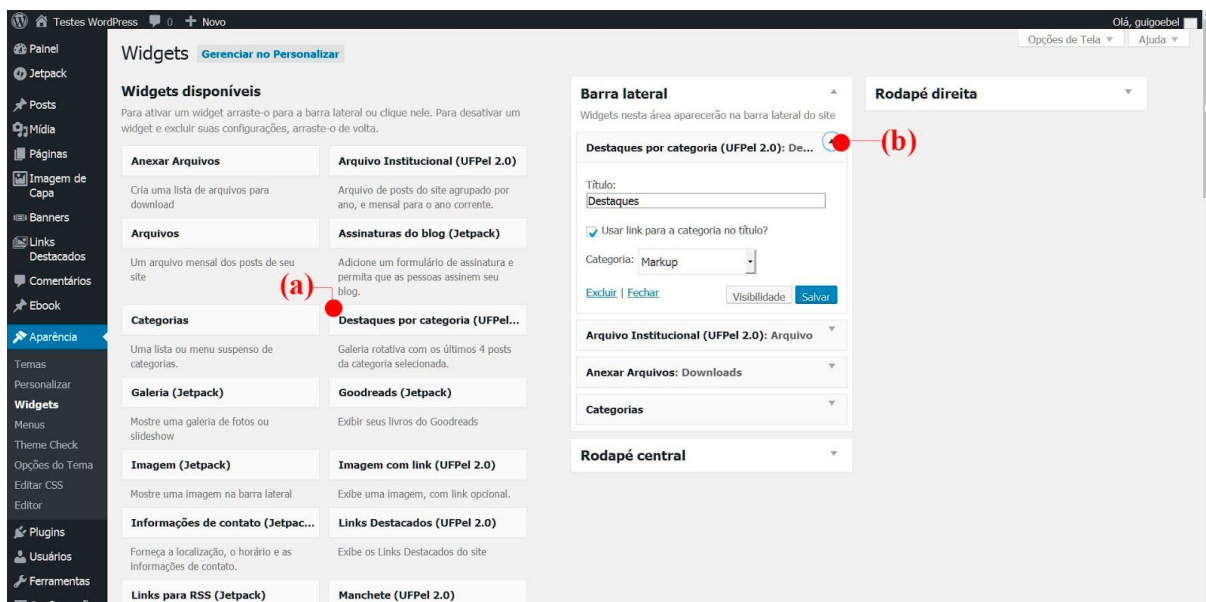 Testes WordPress 0 + Novo
Olá, guigoebel
Painel
Jetpack
Posts
Mídia
Páginas
Imagem de
Capa
Banners
Links
Destacados
Comentários
Ebook
Aparência
Temas
Personalizar
Widgets
Menus
Theme Check
Opções do Tema
Editar CSS
Editor
Plugins
Usuários
Ferramentas
Opções de Tela
Ajuda
Widgets
Gerenciar no Personalizar
Widgets disponíveis
Para ativar um widget arraste-o para a barra lateral ou clique nele. Para desativar um
widget e excluir suas configurações, arraste-o de volta.
Anexar Arquivos
Cria uma lista de arquivos para
download
Arquivo Institucional (UFPel 2.0)
Arquivo de posts do site agrupado por
ano, e mensal para o ano corrente.
Arquivos
Um arquivo mensal dos posts de seu
site
Assinaturas do blog (Jetpack)
Adicione um formulário de assinatura e
permita que as pessoas assinem seu
blog.
(a)
Categorias
Uma lista ou menu suspenso de
categorias.
Destaques por categoria (UFPel...
Galeria rotativa com os últimos 4 posts
da categoria selecionada.
Galeria (Jetpack)
Mostre uma galeria de fotos ou
slideshow
Goodreads (Jetpack)
Exibir seus livros do Goodreads
Imagem (Jetpack)
Mostre uma imagem na barra lateral
Imagem com link (UFPel 2.0)
Exibe uma imagem, com link opcional.
Informações de contato (Jetpac...
Forneça a localização, o horário e as
informações de contato.
Links Destacados (UFPel 2.0)
Exibe os Links Destacados do site
Links para RSS (Jetpack)
Manchete (UFPel 2.0)
Barra lateral
Widgets nesta área aparecerão na barra lateral do site
Destaques por categoria (UFPel 2.0): De...
(b)
Título:
Destaques
Usar link para a categoria no título?
Categoria: Markup
Excluir | Fechar
Visibilidade
Salvar
Arquivo Institucional (UFPel 2.0): Arquivo
Anexar Arquivos: Downloads
Categorias
Rodapé central
Rodapé direita